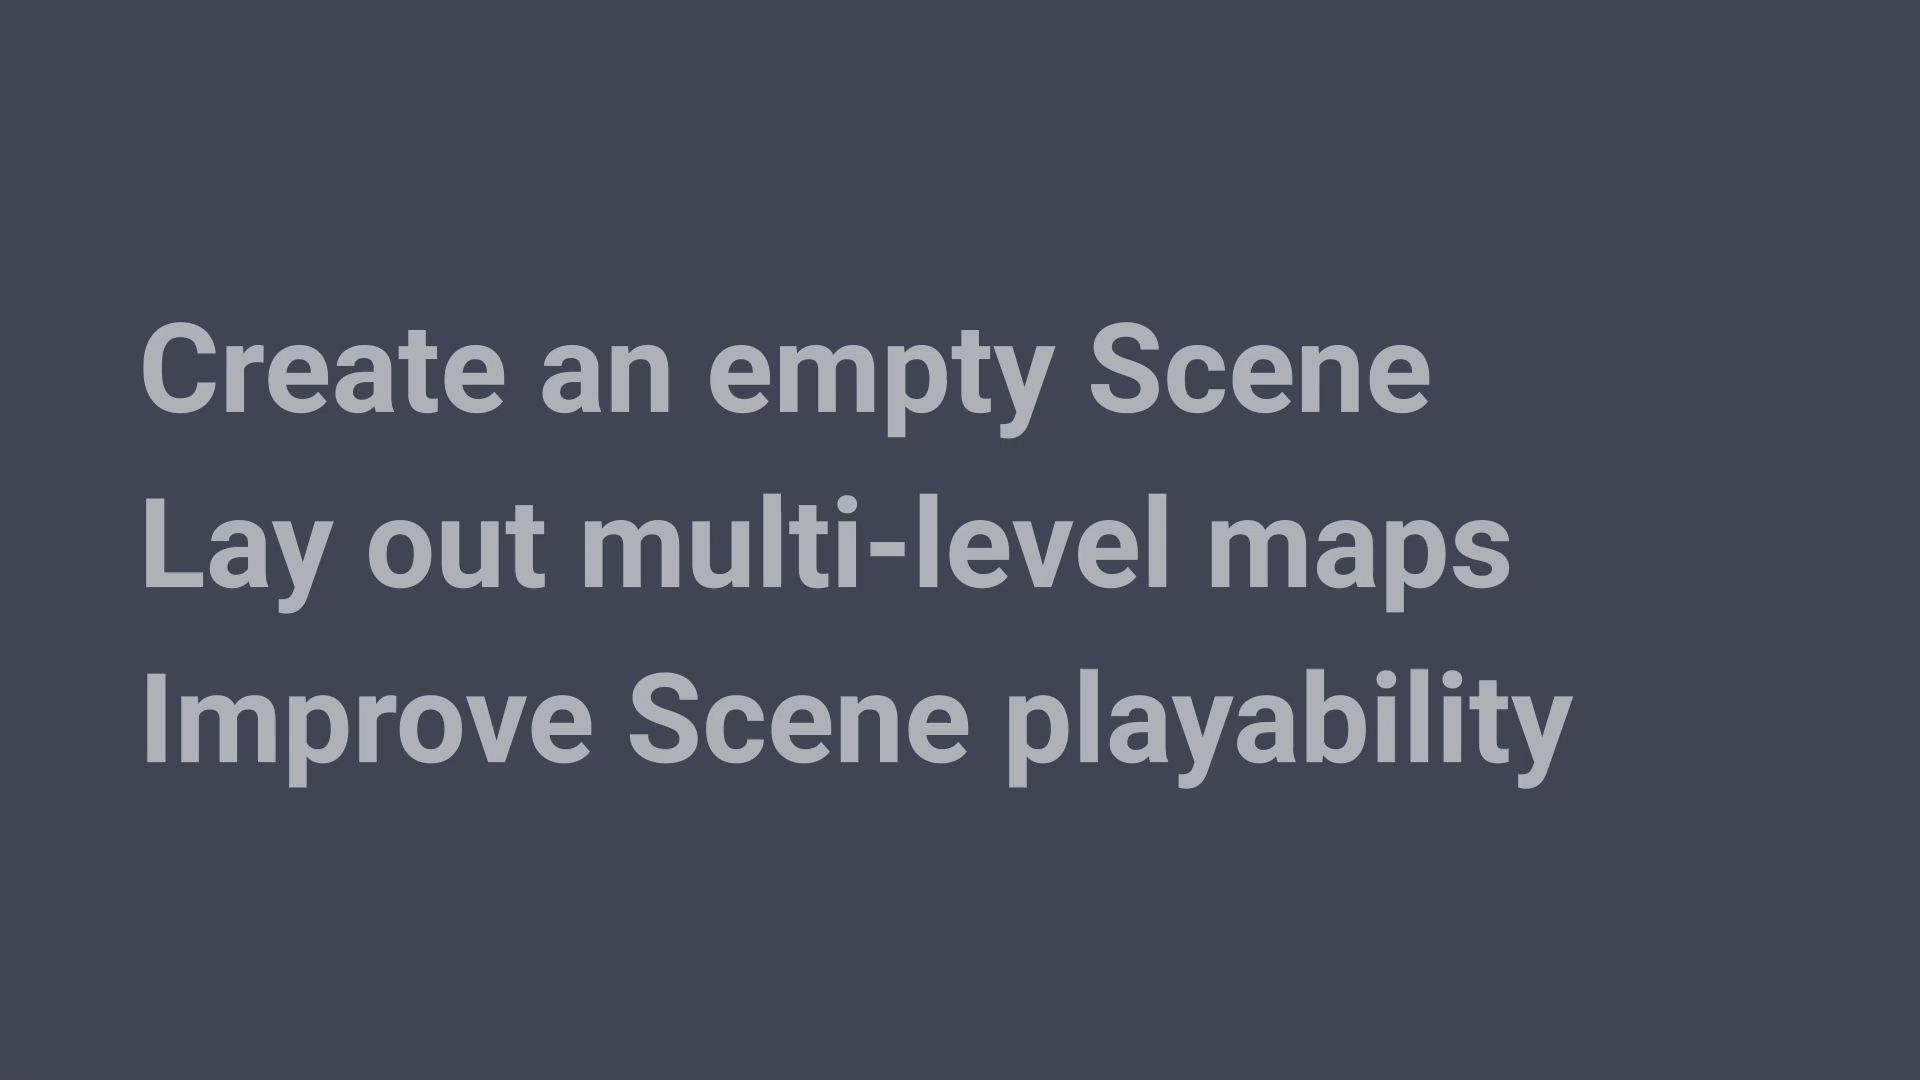 Create an empty Scene
Lay out multi-level maps
Improve Scene playability